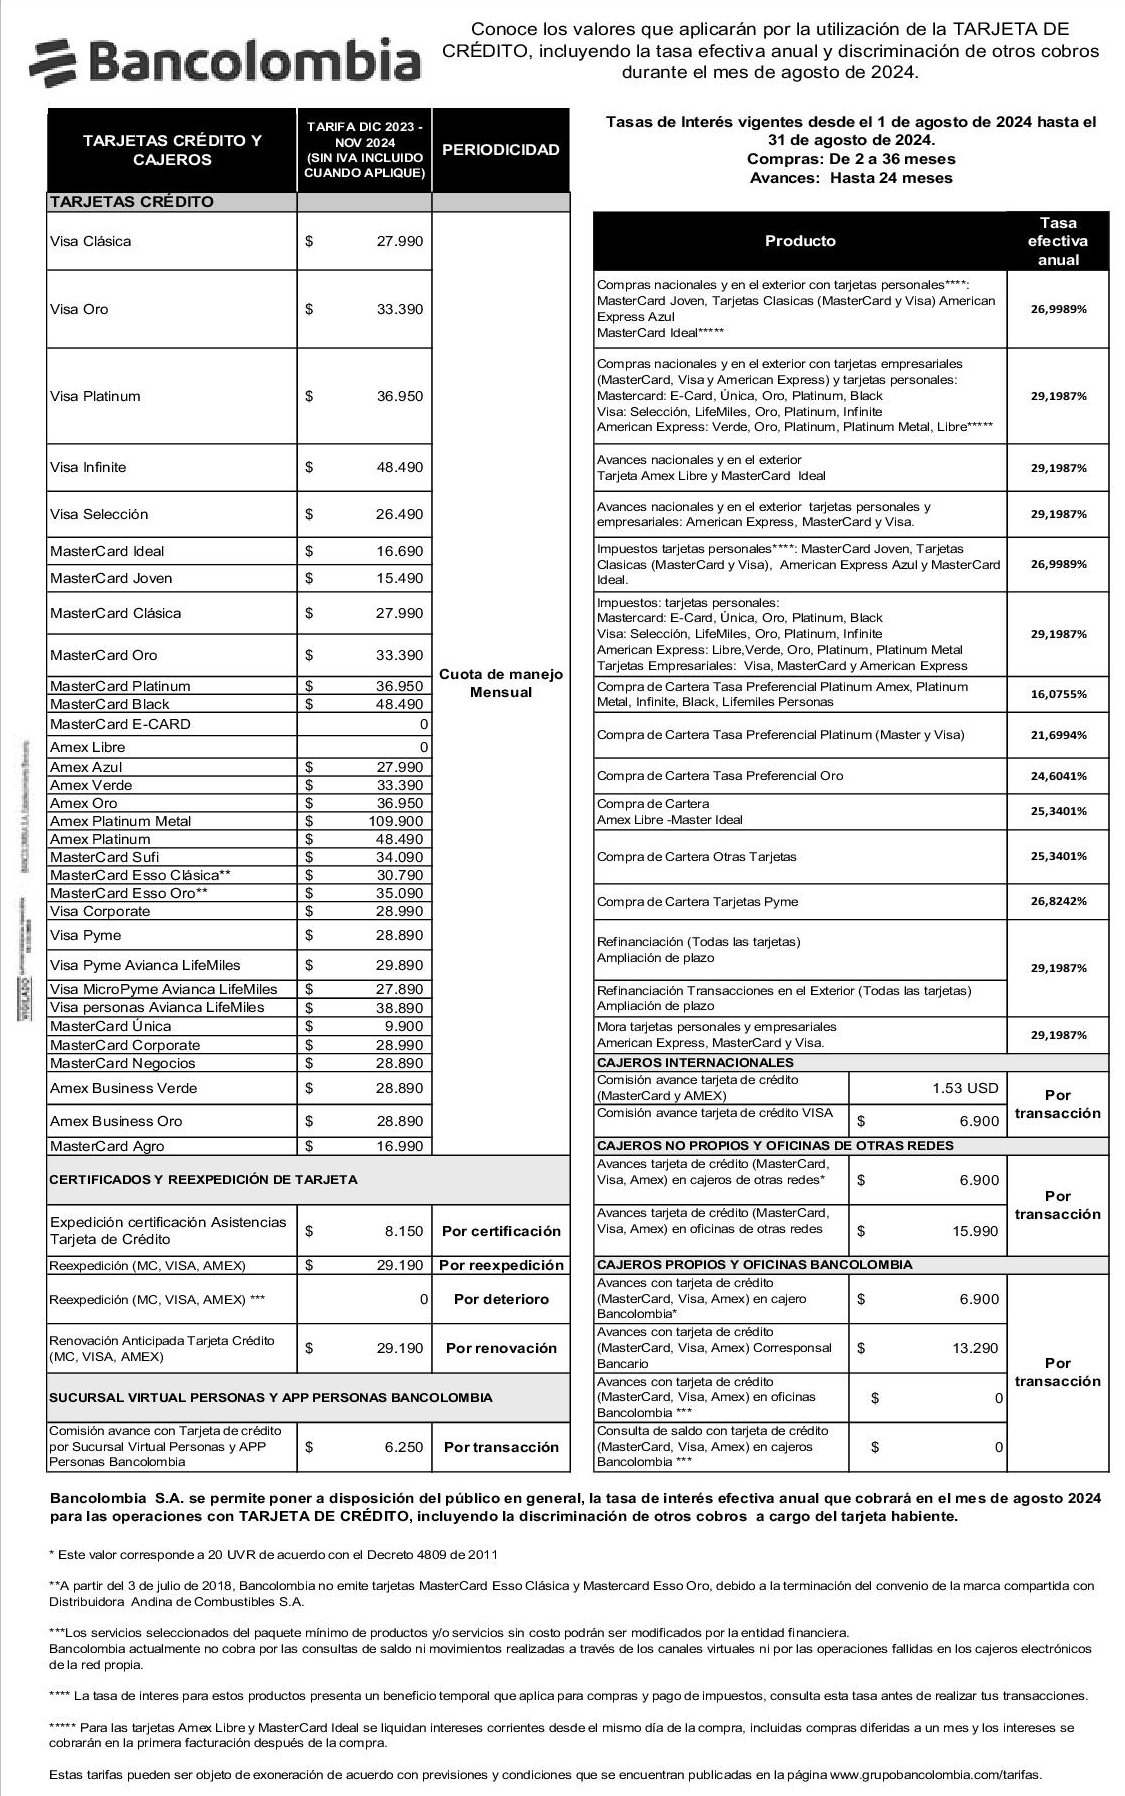 Bancolombia
Conoce los valores que aplicarán por la utilización de la TARJETA DE
CRÉDITO, incluyendo la tasa efectiva anual y discriminación de otros cobros
durante el mes de agosto de 2024.
TARJETAS CRÉDITO Y
CAJEROS
TARIFA DIC 2023 -
NOV 2024
(SIN IVA INCLUIDO
CUANDO APLIQUE)
PERIODICIDAD
TARJETAS CRÉDITO
Visa Clásica $ 27.990
Visa Oro $ 33.390
Visa Platinum $ 36.950
Visa Infinite $ 48.490
Visa Selección $ 26.490
MasterCard Ideal $ 16.690
MasterCard Joven $ 15.490
MasterCard Clásica $ 27.990
MasterCard Oro $ 33.390
MasterCard Platinum $ 36.950
MasterCard Black $ 48.490
MasterCard E-CARD 0
Amex Libre 0
Amex Azul $ 27.990
Amex Verde $ 33.390
Amex Oro $ 36.950
Amex Platinum Metal $ 109.900
Amex Platinum $ 48.490
MasterCard Sufi $ 34.090
MasterCard Esso Clásica** $ 30.790
MasterCard Esso Oro** $ 35.090
Visa Corporate $ 28.990
Visa Pyme $ 28.890
Visa Pyme Avianca LifeMiles $ 29.890
Visa MicroPyme Avianca LifeMiles $ 27.890
Visa personas Avianca LifeMiles $ 38.890
MasterCard Única $ 9.900
MasterCard Corporate $ 28.990
MasterCard Negocios $ 28.890
Amex Business Verde $ 28.890
Amex Business Oro $ 28.890
MasterCard Agro $ 16.990
Cuota de manejo
Mensual
CERTIFICADOS Y REEXPEDICIÓN DE TARJETA
Expedición certificación Asistencias
Tarjeta de Crédito $ 8.150 Por certificación
Reexpedición (MC, VISA, AMEX) $ 29.190 Por reexpedición
Reexpedición (MC, VISA, AMEX) *** 0 Por deterioro
Renovación Anticipada Tarjeta Crédito
(MC, VISA, AMEX) $ 29.190 Por renovación
SUCURSAL VIRTUAL PERSONAS Y APP PERSONAS BANCOLOMBIA
Comisión avance con Tarjeta de crédito
por Sucursal Virtual Personas y APP
Personas Bancolombia $ 6.250 Por transacción
Tasas de Interés vigentes desde el 1 de agosto de 2024 hasta el
31 de agosto de 2024.
Compras: De 2 a 36 meses
Avances: Hasta 24 meses
Producto
Tasa
efectiva
anual
Compras nacionales y en el exterior con tarjetas personales****:
MasterCard Joven, Tarjetas Clasicas (MasterCard y Visa) American
Express Azul
MasterCard Ideal*****
26,9989%
Compras nacionales y en el exterior con tarjetas empresariales
(MasterCard, Visa y American Express) y tarjetas personales:
Mastercard: E-Card, Única, Oro, Platinum, Black
Visa: Selección, LifeMiles, Oro, Platinum, Infinite
American Express: Verde, Oro, Platinum, Platinum Metal, Libre*****
29,1987%
Avances nacionales y en el exterior
Tarjeta Amex Libre y MasterCard Ideal
29,1987%
Avances nacionales y en el exterior tarjetas personales y
empresariales: American Express, MasterCard y Visa.
29,1987%
Impuestos tarjetas personales****: MasterCard Joven, Tarjetas
Clasicas (MasterCard y Visa), American Express Azul y MasterCard
Ideal.
26,9989%
Impuestos: tarjetas personales:
Mastercard: E-Card, Única, Oro, Platinum, Black
Visa: Selección, LifeMiles, Oro, Platinum, Infinite
American Express: Libre,Verde, Oro, Platinum, Platinum Metal
Tarjetas Empresariales: Visa, MasterCard y American Express
29,1987%
Compra de Cartera Tasa Preferencial Platinum Amex, Platinum
Metal, Infinite, Black, Lifemiles Personas
16,0755%
Compra de Cartera Tasa Preferencial Platinum (Master y Visa) 21,6994%
Compra de Cartera Tasa Preferencial Oro 24,6041%
Compra de Cartera
Amex Libre -Master Ideal
25,3401%
Compra de Cartera Otras Tarjetas 25,3401%
Compra de Cartera Tarjetas Pyme 26,8242%
Refinanciación (Todas las tarjetas)
Ampliación de plazo
29,1987%
Refinanciación Transacciones en el Exterior (Todas las tarjetas)
Ampliación de plazo
Mora tarjetas personales y empresariales
American Express, MasterCard y Visa.
29,1987%
CAJEROS INTERNACIONALES
Comisión avance tarjeta de crédito
(MasterCard y AMEX) 1.53 USD
Comisión avance tarjeta de crédito VISA $ 6.900
Por
transacción
CAJEROS NO PROPIOS Y OFICINAS DE OTRAS REDES
Avances tarjeta de crédito (MasterCard,
Visa, Amex) en cajeros de otras redes* $ 6.900
Avances tarjeta de crédito (MasterCard,
Visa, Amex) en oficinas de otras redes $ 15.990
Por
transacción
CAJEROS PROPIOS Y OFICINAS BANCOLOMBIA
Avances con tarjeta de crédito
(MasterCard, Visa, Amex) en cajero
Bancolombia* $ 6.900
Avances con tarjeta de crédito
(MasterCard, Visa, Amex) Corresponsal
Bancario $ 13.290
Avances con tarjeta de crédito
(MasterCard, Visa, Amex) en oficinas
Bancolombia *** $ 0
Consulta de saldo con tarjeta de crédito
(MasterCard, Visa, Amex) en cajeros
Bancolombia *** $ 0
Por
transacción
Bancolombia S.A. se permite poner a disposición del público en general, la tasa de interés efectiva anual que cobrará en el mes de agosto 2024
para las operaciones con TARJETA DE CRÉDITO, incluyendo la discriminación de otros cobros a cargo del tarjeta habiente.
* Este valor corresponde a 20 UVR de acuerdo con el Decreto 4809 de 2011
**A partir del 3 de julio de 2018, Bancolombia no emite tarjetas MasterCard Esso Clásica y Mastercard Esso Oro, debido a la terminación del convenio de la marca compartida con
Distribuidora Andina de Combustibles S.A.
***Los servicios seleccionados del paquete mínimo de productos y/o servicios sin costo podrán ser modificados por la entidad financiera.
Bancolombia actualmente no cobra por las consultas de saldo ni movimientos realizadas a través de los canales virtuales ni por las operaciones fallidas en los cajeros electrónicos
de la red propia.
**** La tasa de interes para estos productos presenta un beneficio temporal que aplica para compras y pago de impuestos, consulta esta tasa antes de realizar tus transacciones.
***** Para las tarjetas Amex Libre y MasterCard Ideal se liquidan intereses corrientes desde el mismo día de la compra, incluidas compras diferidas a un mes y los intereses se
cobrarán en la primera facturación después de la compra.
Estas tarifas pueden ser objeto de exoneración de acuerdo con previsiones y condiciones que se encuentran publicadas en la página www.grupobancolombia.com/tarifas.